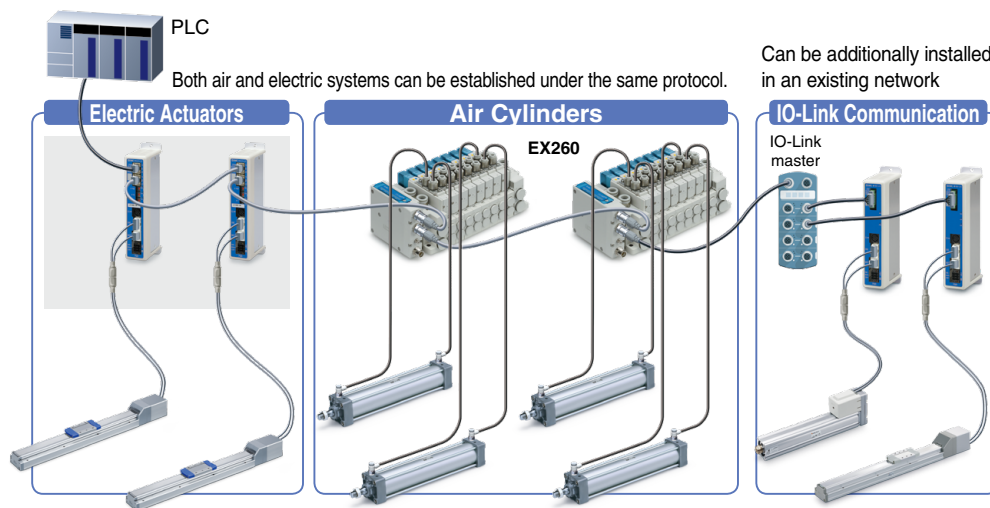 PLC
Both air and electric systems can be established under the same protocol.
Can be additionally installed
in an existing network
Electric Actuators
Air Cylinders
IO-Link Communication
EX260
IO-Link
master